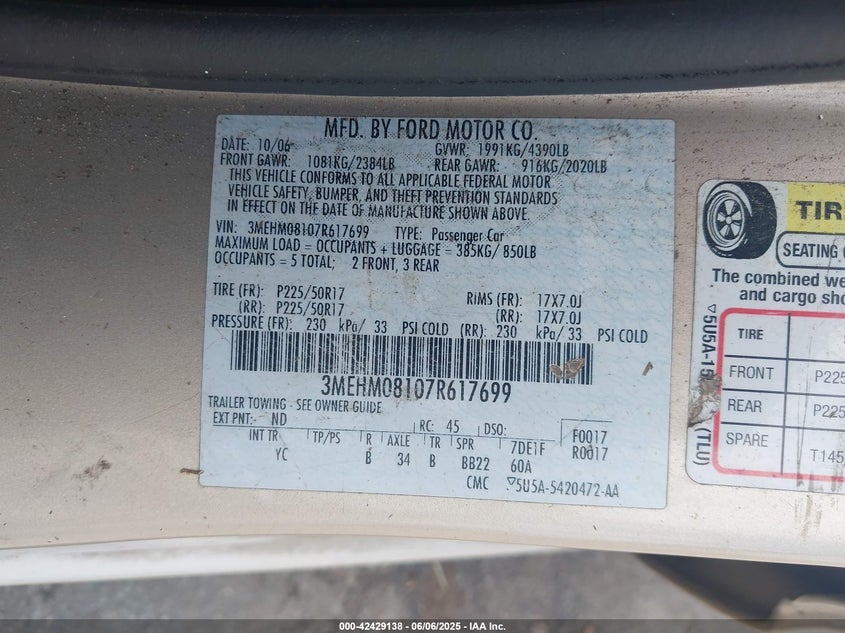 MFD. BY FORD MOTOR CO.
DATE: 10/06 GVWR: 1991KG/4390LB
FRONT GAWR: 1081KG/2384LB REAR GAWR: 916KG/2020LB
THIS VEHICLE CONFORMS TO ALL APPLICABLE FEDERAL MOTOR
VEHICLE SAFETY, BUMPER, AND THEFT PREVENTION STANDARDS
IN EFFECT ON THE DATE OF MANUFACTURE SHOWN ABOVE.
VIN: 3MEHM08107R617699 TYPE: Passenger Car
MAXIMUM LOAD = OCCUPANTS + LUGGAGE = 385KG/ 850LB
OCCUPANTS = 5 TOTAL; 2 FRONT, 3 REAR
TIRE (FR): P225/50R17 RIMS (FR): 17X7.0J
(RR): P225/50R17 (RR): 17X7.0J
PRESSURE (FR): 230 kPa/ 33 PSI COLD (RR): 230 kPa/ 33 PSI COLD
3MEHM08107R617699
TRAILER TOWING - SEE OWNER GUIDE
EXT PNT: ND RC: 45 DSO: F0017
INT TR TP/PS R AXLE TR SPR 7DE1F R0017
YC B 34 B BB22 60A
CMC ▽5U5A-5420472-AA
TIR
SEATING
The combined we
and cargo sho
TIRE
FRONT P225
REAR P225
SPARE T145
▽5U5A-15
(TLU)
000-42429138 - 06/06/2025 - IAA Inc.